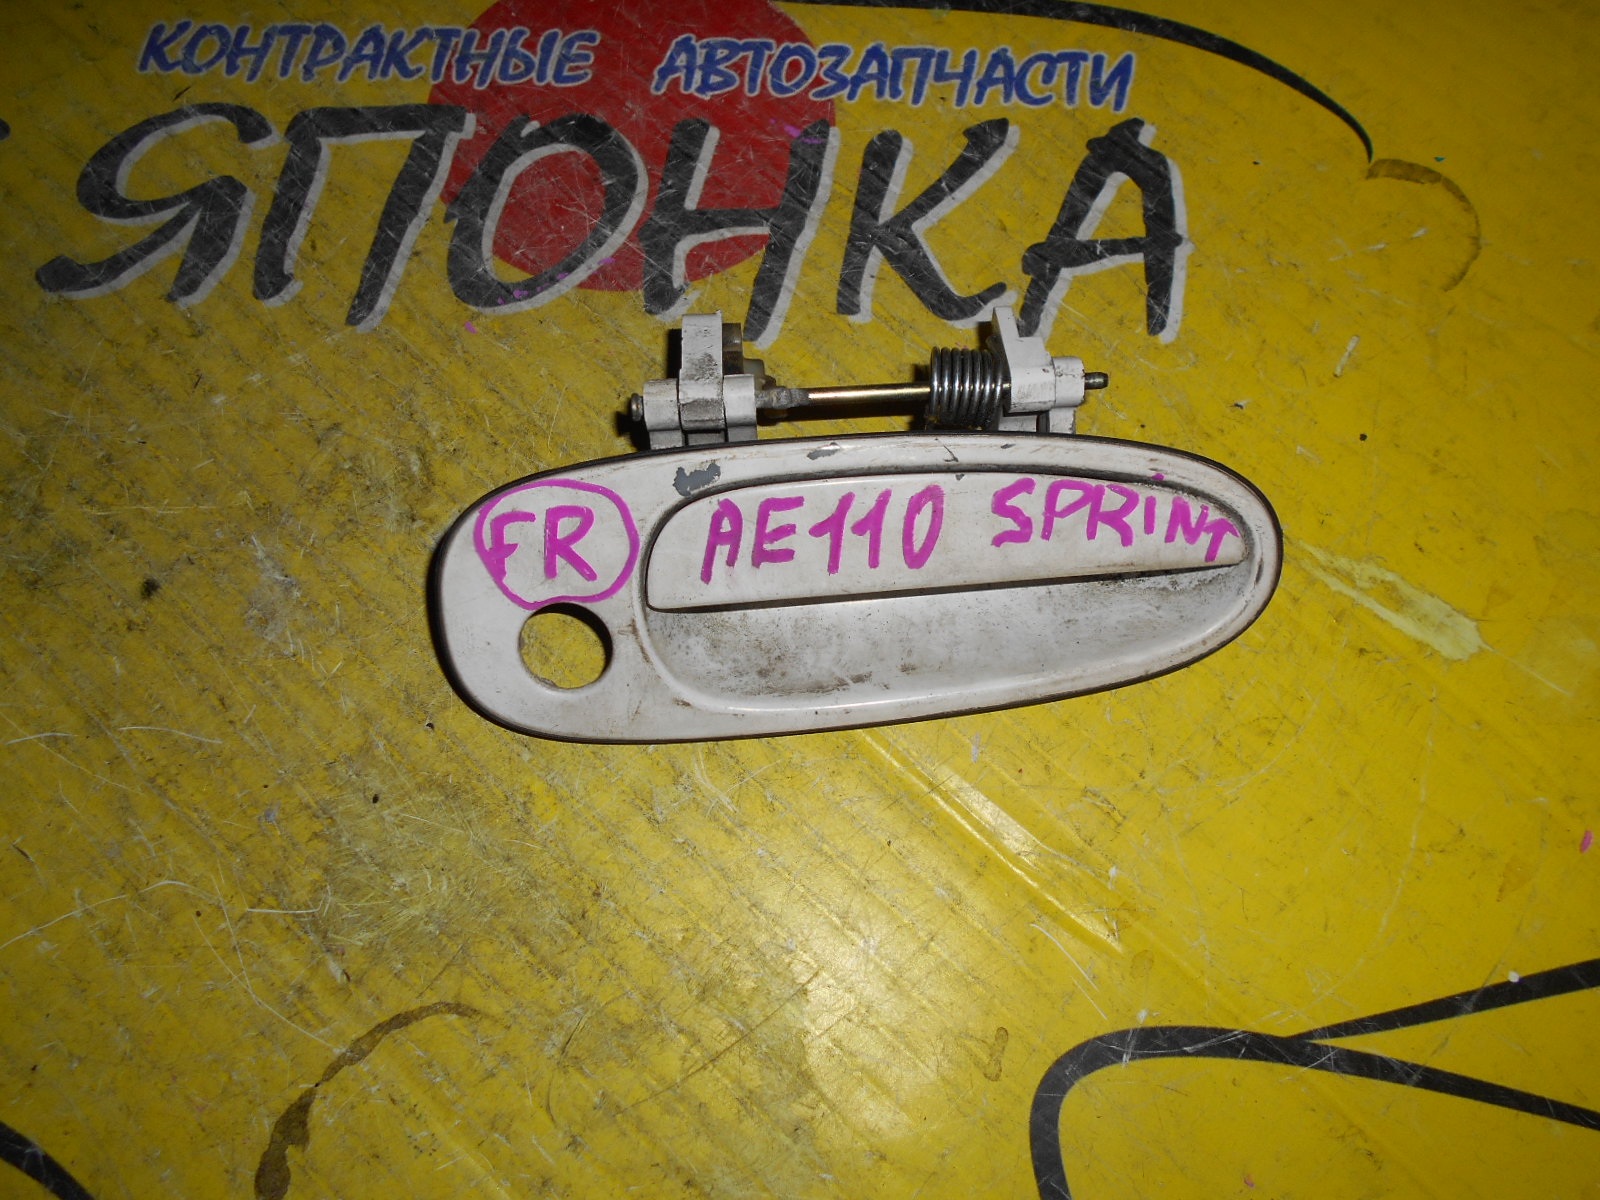 КОНТРАКТНЫЕ АВТОЗАПЧАСТИ
ЯПОНКА
FR AE110 SPRINT